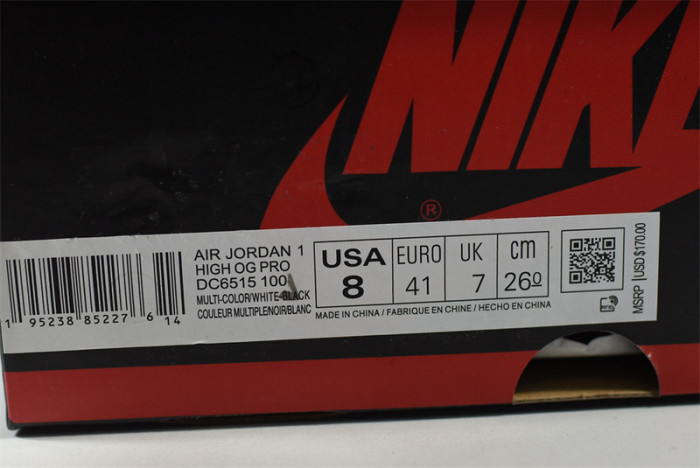 NIKE
®
AIR JORDAN 1
HIGH OG PRO
DC6515 100
MULTI-COLOR/WHITE-BLACK
COULEUR MULTIPLE/NOIR/BLANC
1 95238 85227 6 14
USA
8
EURO
41
UK
7
cm
260
MADE IN CHINA / FABRIQUE EN CHINE / HECHO EN CHINA
MSRP | USD $170.00